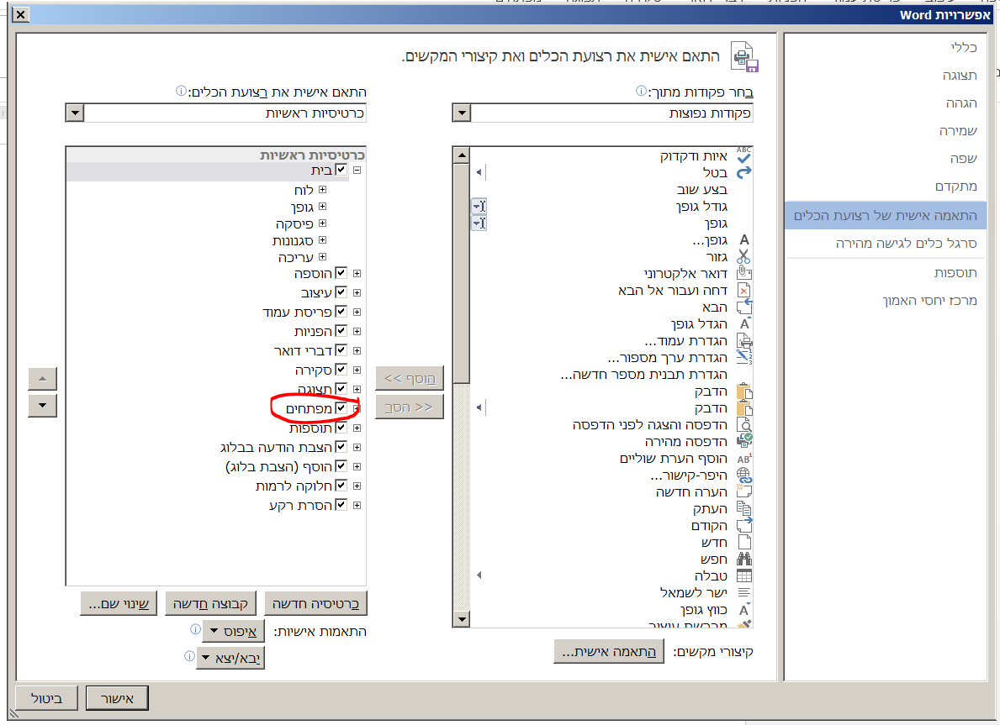 אפשרויות Word
כללי
תצוגה
הגהה
שמירה
שפה
מתקדם
התאמה אישית של רצועת הכלים
סרגל כלים לגישה מהירה
תוספות
מרכז יחסי האמון
התאם אישית את רצועת הכלים ואת קיצורי המקשים.
בחר פקודות מתוך:
פקודות נפוצות
איות ודקדוק
בטל
בצע שוב
גודל גופן
גופן
גופן...
גזור
דואר אלקטרוני
דחה ועבור אל הבא
הבא
הגדל גופן
הגדרת עמוד...
הגדרת ערך מספור...
הגדרת תבנית מספר חדשה...
הדבק
הדבק
הדפסה והצגה לפני הדפסה
הדפסה מהירה
הוסף הערת שוליים
היפר-קישור...
הערה חדשה
העתק
הקודם
חדש
חפש
טבלה
ישר לשמאל
כווץ גופן
מברשת עיצוב
קיצורי מקשים:
התאמה אישית...
הוסף >>
<< הסר
התאם אישית את רצועת הכלים:
כרטיסיות ראשיות
כרטיסיות ראשיות
בית
לוח
גופן
פיסקה
סגנונות
עריכה
הוספה
עיצוב
פריסת עמוד
הפניות
דברי דואר
סקירה
תצוגה
מפתחים
תוספות
הצבת הודעה בבלוג
הוסף (הצבת בלוג)
חלוקה לרמות
הסרת רקע
כרטיסיה חדשה
קבוצה חדשה
שינוי שם...
התאמות אישיות:
איפוס
יבא/יצא
אישור
ביטול